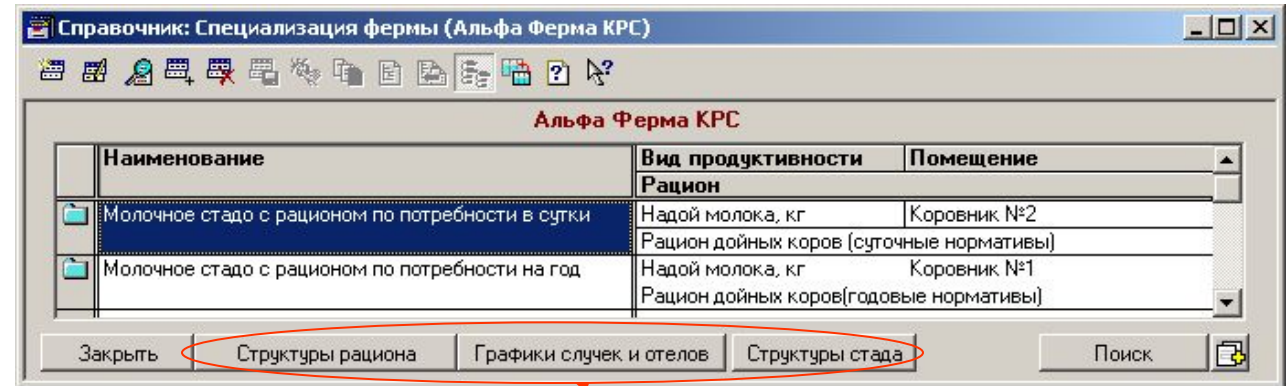 Справочник: Специализация фермы (Альфа Ферма КРС)
Альфа Ферма КРС
Наименование Вид продуктивности Помещение
Рацион
Молочное стадо с рационом по потребности в сутки Надой молока, кг Коровник №2
Рацион дойных коров (суточные нормативы)
Молочное стадо с рационом по потребности на год Надой молока, кг Коровник №1
Рацион дойных коров(годовые нормативы)
Закрыть Структуры рациона Графики случек и отелов Структуры стада Поиск